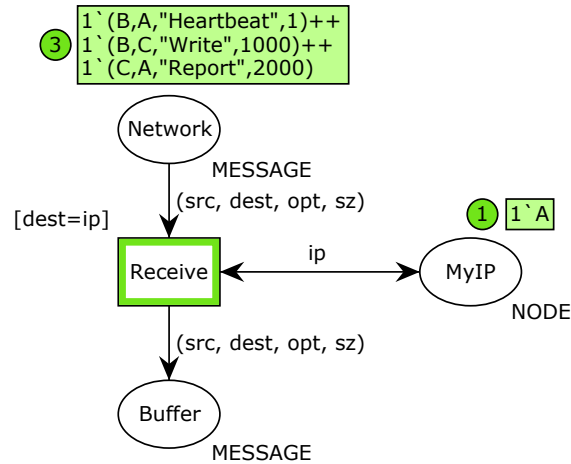 1`(B,A,"Heartbeat",1)++
3
1`(B,C,"Write",1000)++
1`(C,A,"Report",2000)
Network
MESSAGE
(src, dest, opt, sz)
[dest=ip]
1
1`A
Receive
ip
MyIP
NODE
(src, dest, opt, sz)
Buffer
MESSAGE